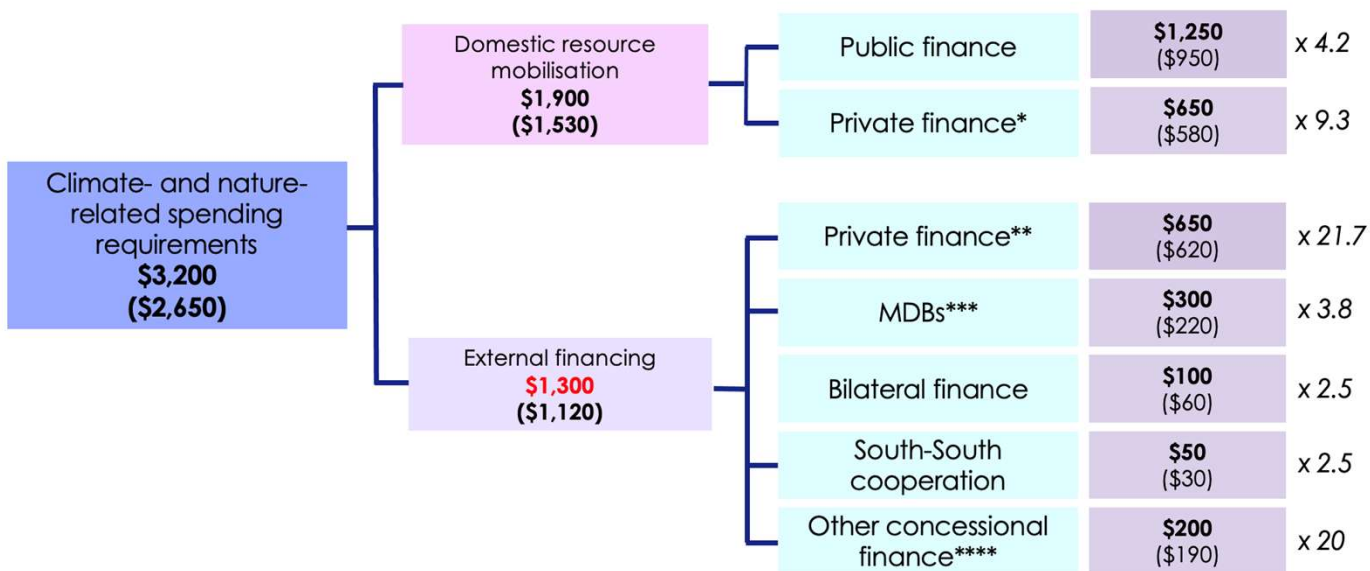 Climate- and nature-
related spending
requirements
$3,200
($2,650)
Domestic resource
mobilisation
$1,900
($1,530)
External financing
$1,300
($1,120)
Public finance
$1,250
($950)
x 4.2
Private finance*
$650
($580)
x 9.3
Private finance**
$650
($620)
x 21.7
MDBs***
$300
($220)
x 3.8
Bilateral finance
$100
($60)
x 2.5
South-South
cooperation
$50
($30)
x 2.5
Other concessional
finance****
$200
($190)
x 20